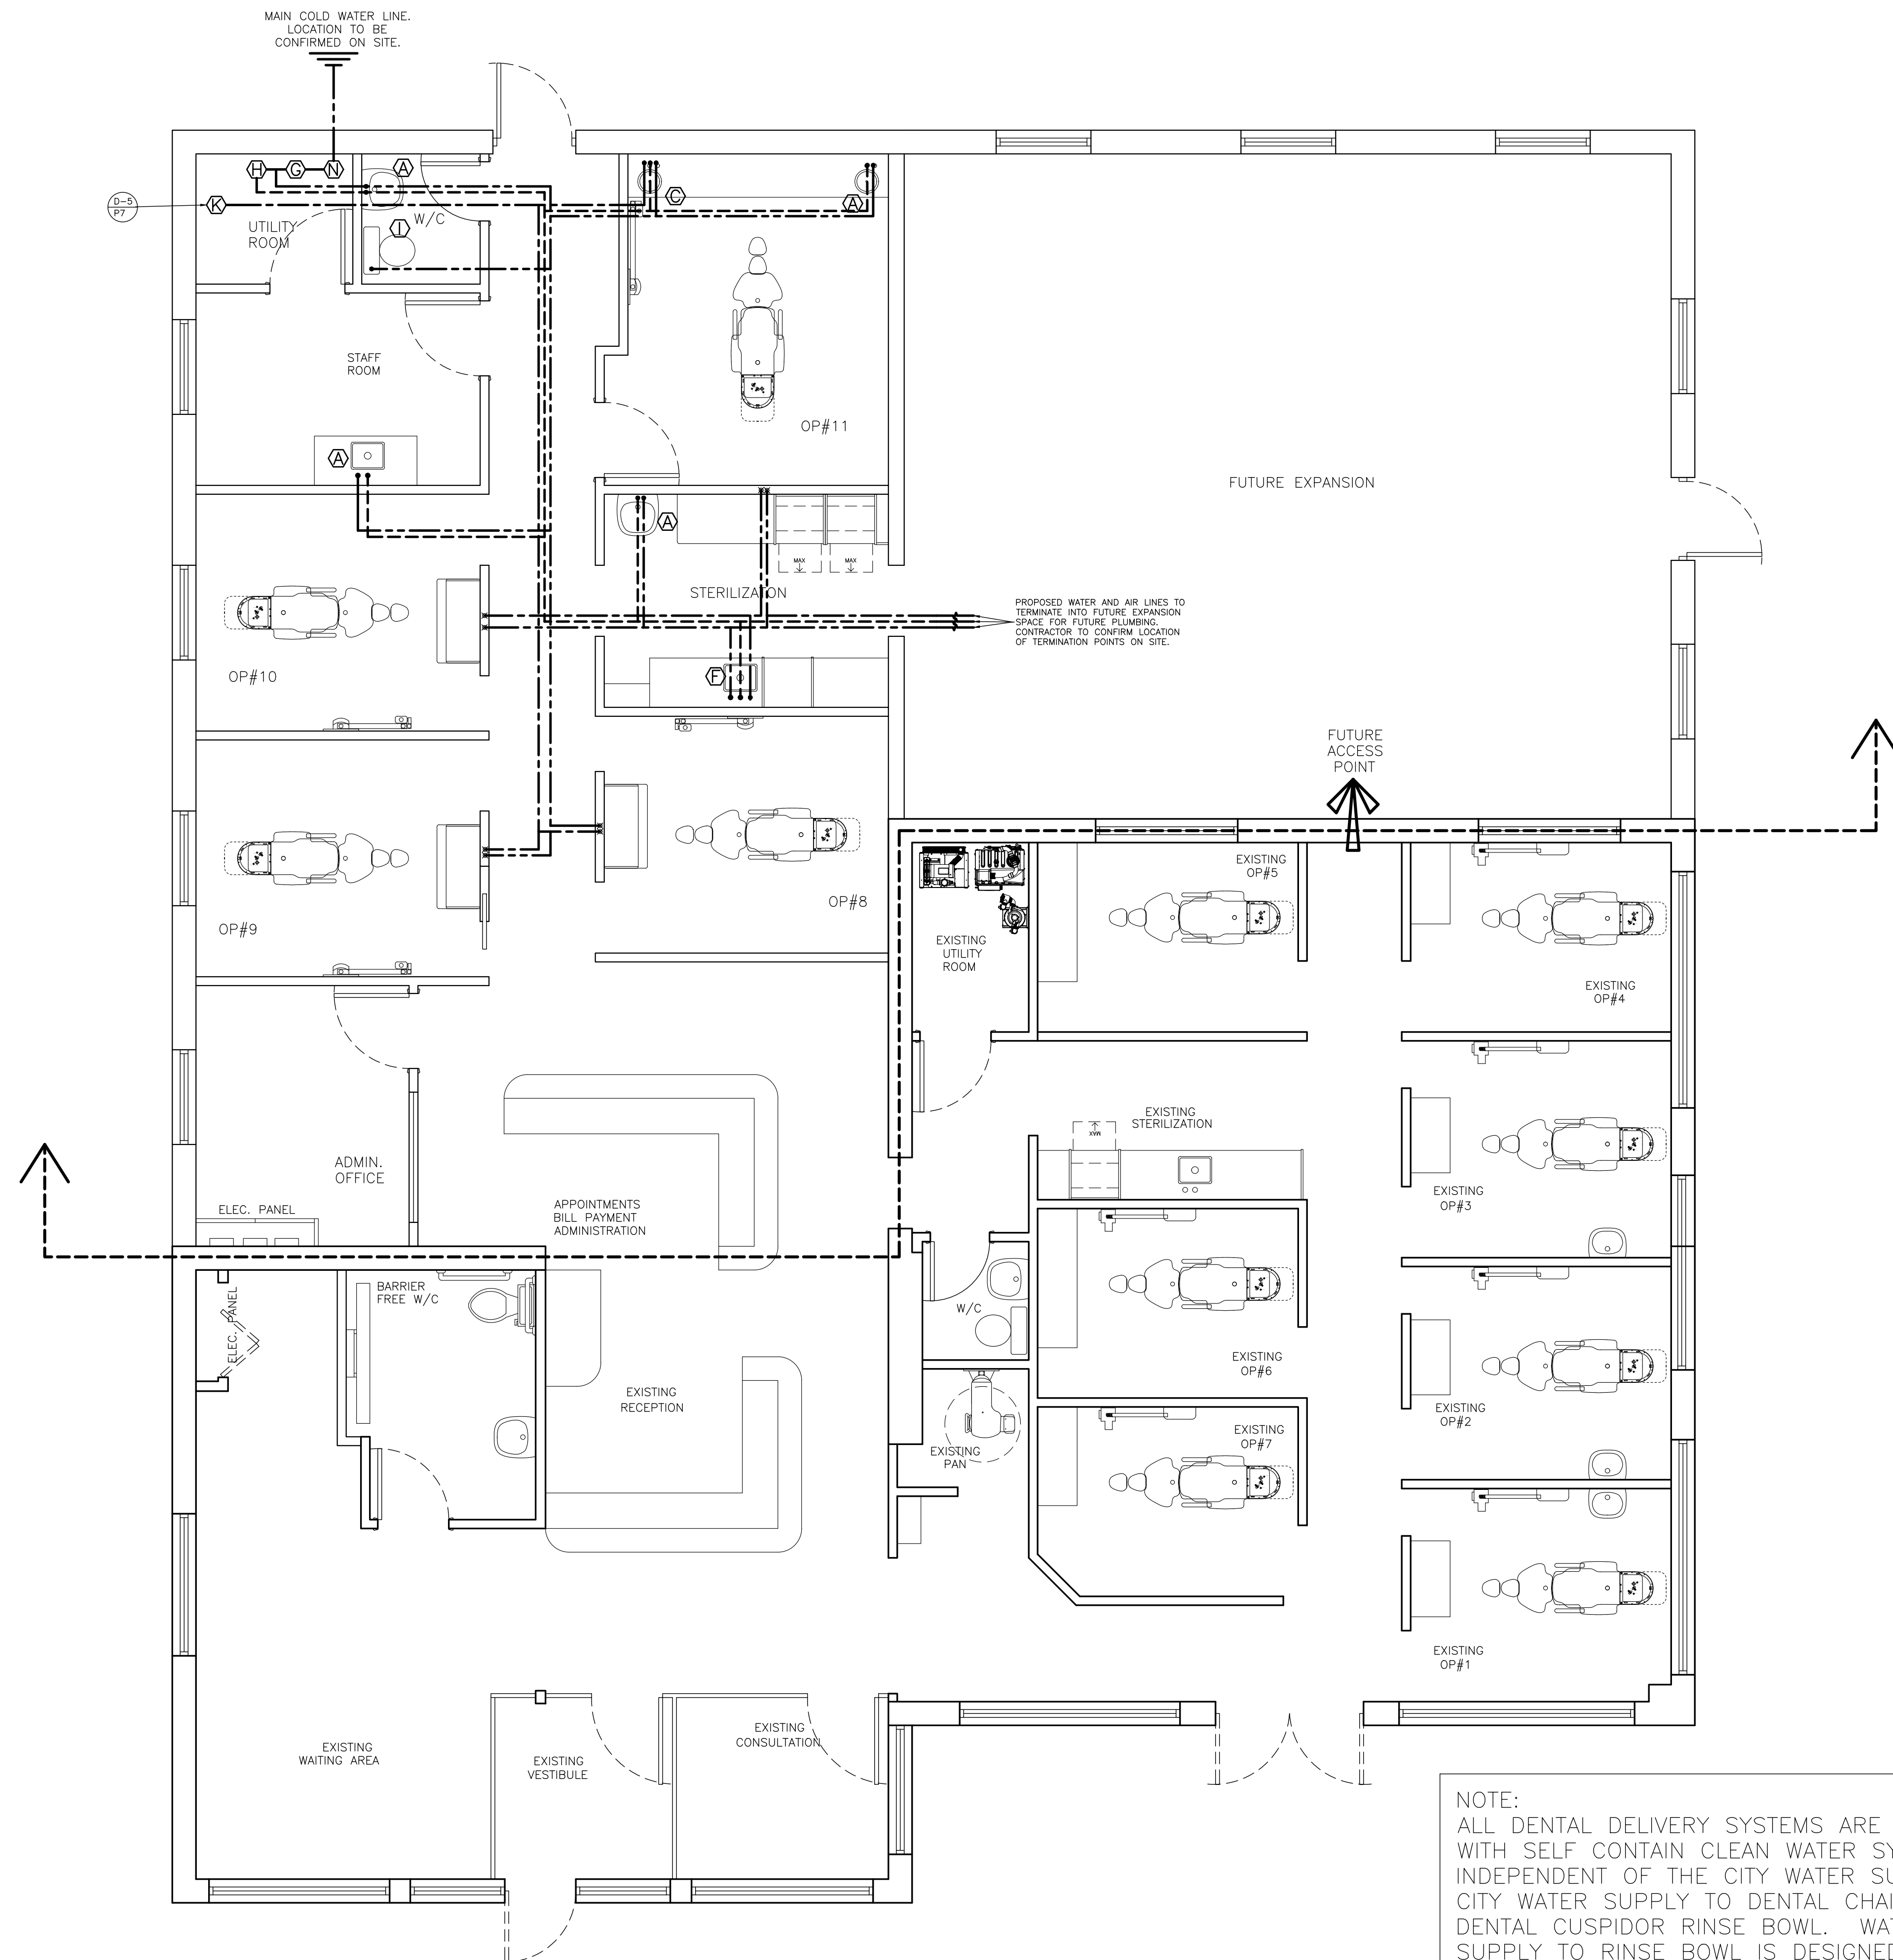 MAIN COLD WATER LINE.
LOCATION TO BE
CONFIRMED ON SITE.
H
G
N
A
C
A
D-5
P7
K
I
W/C
UTILITY
ROOM
STAFF
ROOM
OP#11
A
A
FUTURE EXPANSION
MAX
MAX
STERILIZATON
PROPOSED WATER AND AIR LINES TO
TERMINATE INTO FUTURE EXPANSION
SPACE FOR FUTURE PLUMBING.
CONTRACTOR TO CONFIRM LOCATION
OF TERMINATION POINTS ON SITE.
OP#10
F
FUTURE
ACCESS
POINT
OP#9
OP#8
EXISTING
OP#5
EXISTING
UTILITY
ROOM
EXISTING
OP#4
EXISTING
STERILIZATION
MAX
ADMIN.
OFFICE
ELEC. PANEL
APPOINTMENTS
BILL PAYMENT
ADMINISTRATION
EXISTING
OP#3
BARRIER
FREE W/C
ELEC. PANEL
W/C
EXISTING
OP#6
EXISTING
RECEPTION
EXISTING
OP#2
EXISTING
PAN
EXISTING
OP#7
EXISTING
OP#1
EXISTING
WAITING AREA
EXISTING
VESTIBULE
EXISTING
CONSULTATION
NOTE:
ALL DENTAL DELIVERY SYSTEMS ARE
WITH SELF CONTAIN CLEAN WATER SY
INDEPENDENT OF THE CITY WATER SU
CITY WATER SUPPLY TO DENTAL CHAI
DENTAL CUSPIDOR RINSE BOWL. WAT
SUPPLY TO RINSE BOWL IS DESIGNED